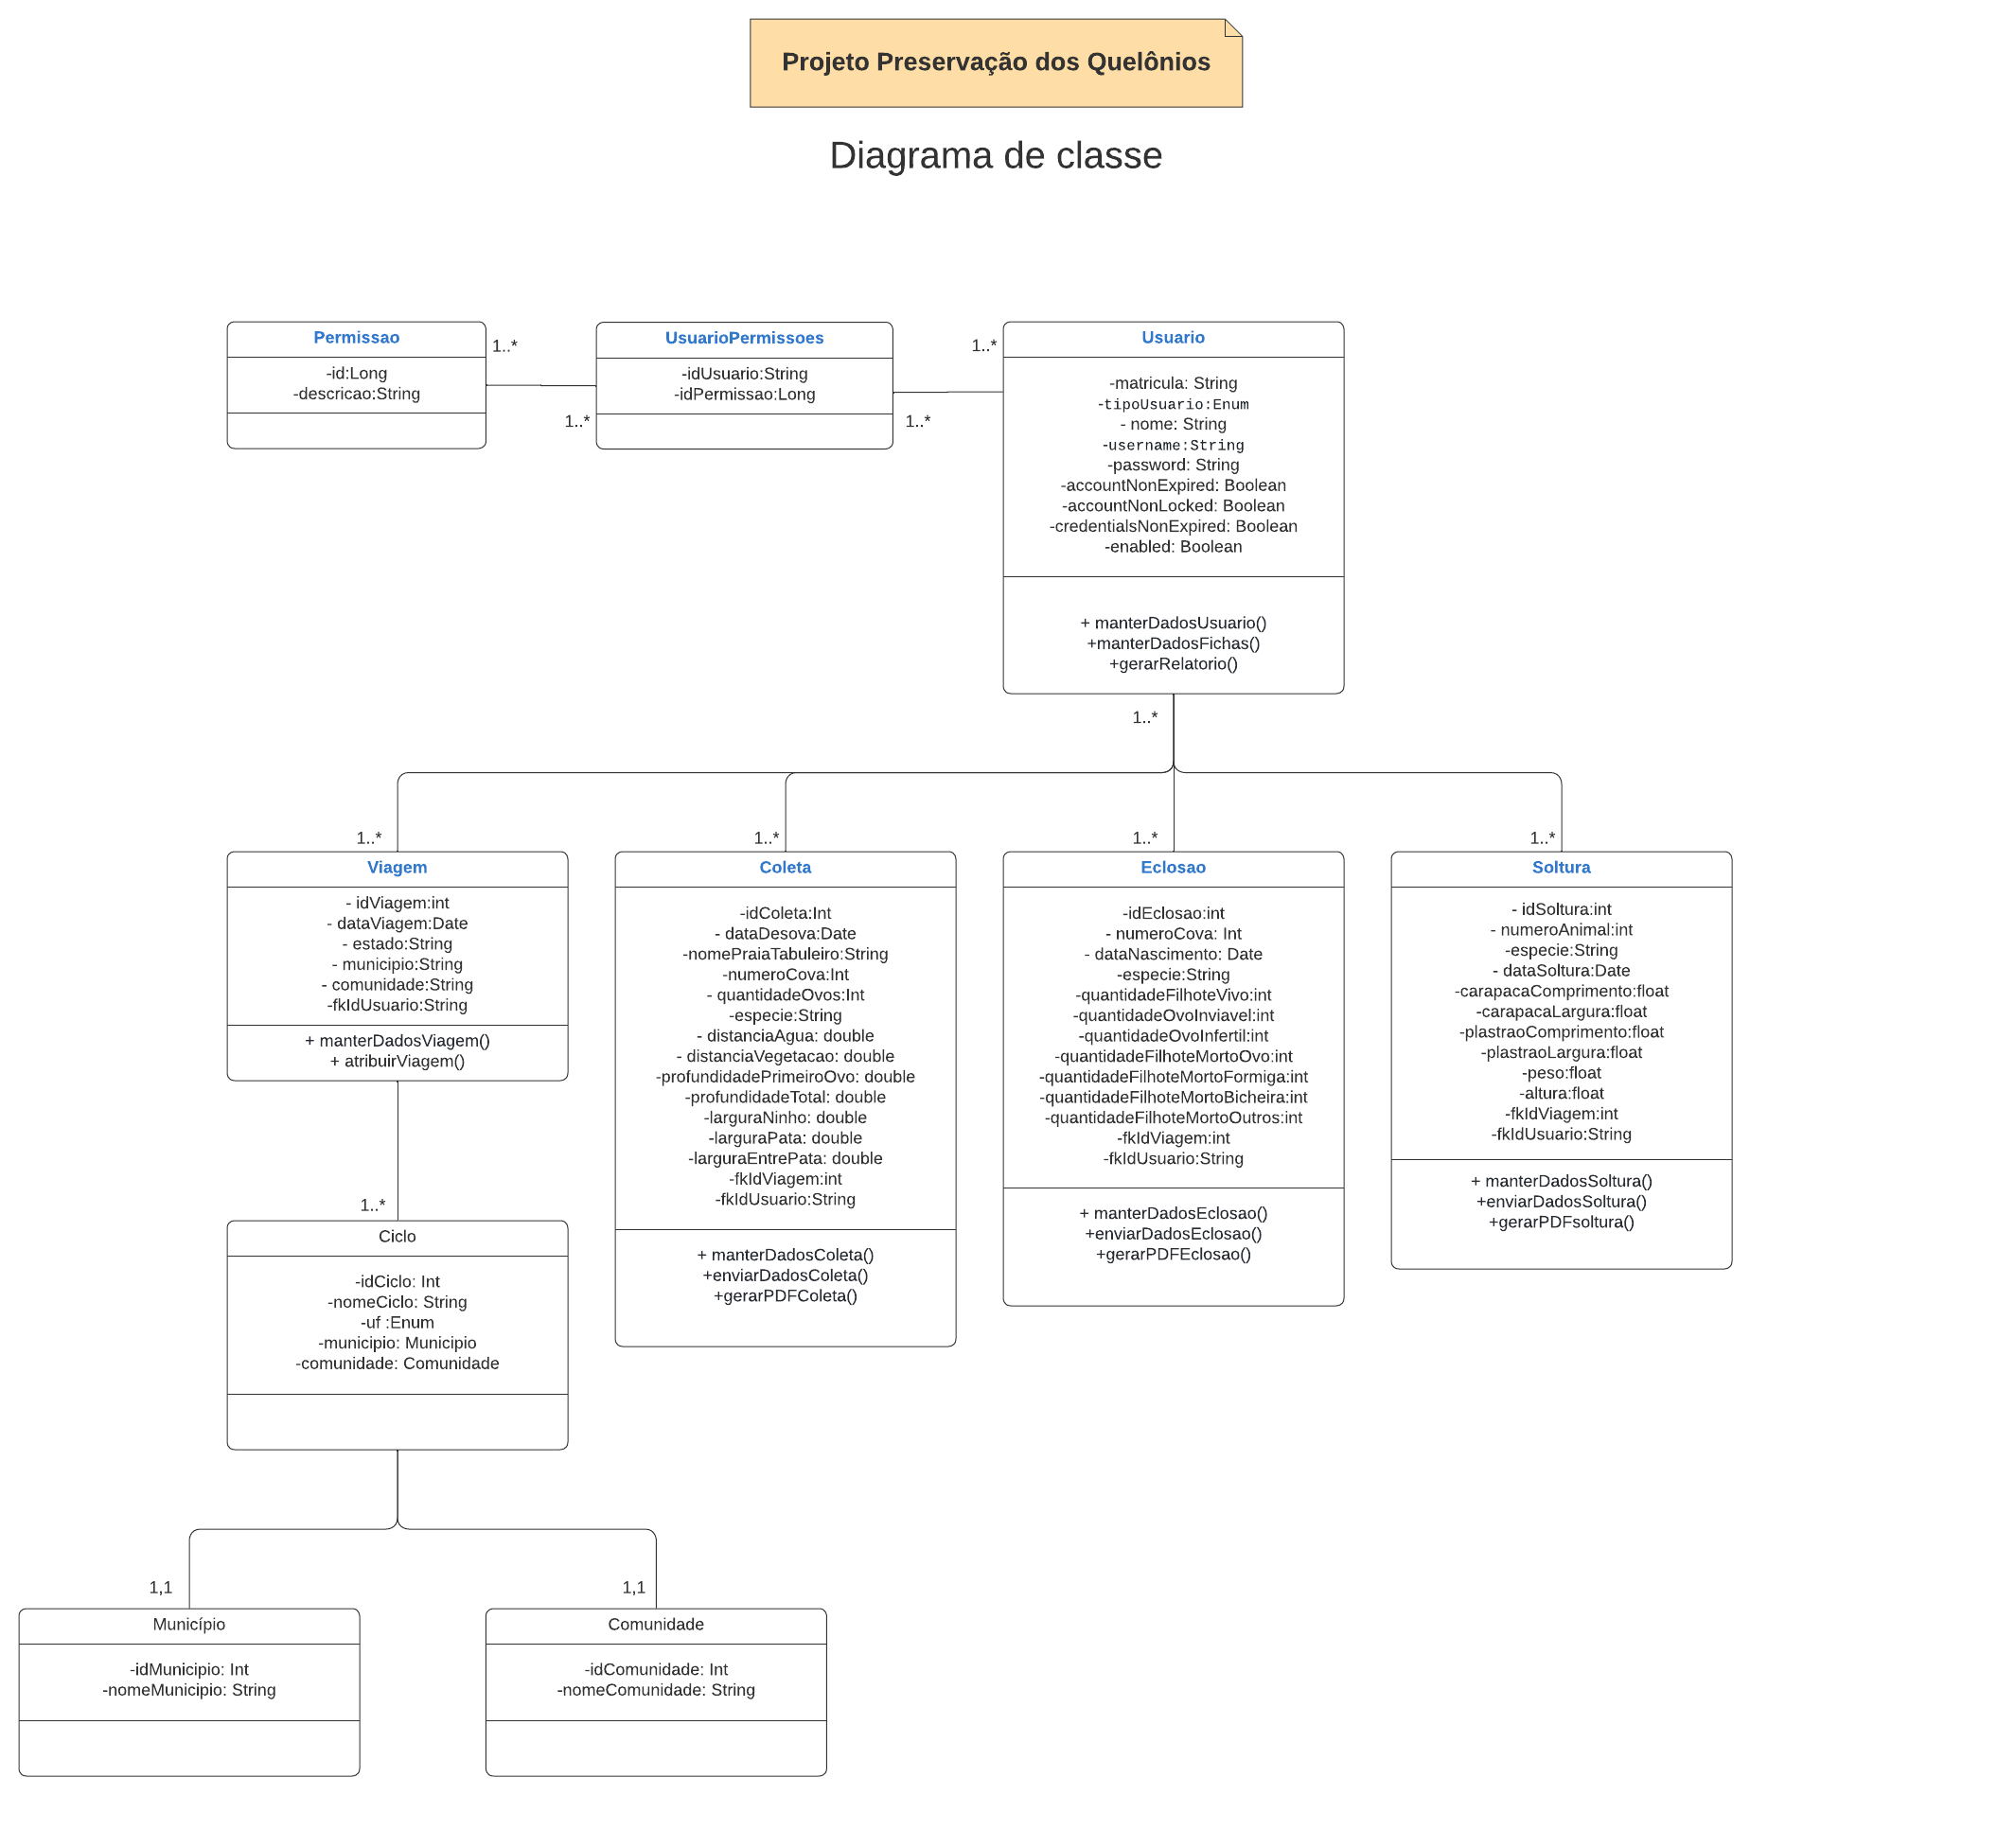 Projeto Preservação dos Quelônios
Diagrama de classe
Permissao
-id:Long
-descricao:String
1..*
1..*
UsuarioPermissoes
-idUsuario:String
-idPermissao:Long
1..*
1..*
Usuario
-matricula: String
-tipoUsuario:Enum
- nome: String
-username:String
-password: String
-accountNonExpired: Boolean
-accountNonLocked: Boolean
-credentialsNonExpired: Boolean
-enabled: Boolean
+ manterDadosUsuario()
+manterDadosFichas()
+gerarRelatorio()
1..*
1..*
1..*
1..*
1..*
Viagem
- idViagem:int
- dataViagem:Date
- estado:String
- municipio:String
- comunidade:String
-fkIdUsuario:String
+ manterDadosViagem()
+ atribuirViagem()
Coleta
-idColeta:Int
- dataDesova:Date
-nomePraiaTabuleiro:String
-numeroCova:Int
- quantidadeOvos:Int
-especie:String
- distanciaAgua: double
- distanciaVegetacao: double
-profundidadePrimeiroOvo: double
-profundidadeTotal: double
-larguraNinho: double
-larguraPata: double
-larguraEntrePata: double
-fkIdViagem:int
-fkIdUsuario:String
+ manterDadosColeta()
+enviarDadosColeta()
+gerarPDFColeta()
Eclosao
-idEclosao:int
- numeroCova: Int
- dataNascimento: Date
-especie:String
-quantidadeFilhoteVivo:int
-quantidadeOvoInviavel:int
-quantidadeOvoInfertil:int
-quantidadeFilhoteMortoOvo:int
-quantidadeFilhoteMortoFormiga:int
-quantidadeFilhoteMortoBicheira:int
-quantidadeFilhoteMortoOutros:int
-fkIdViagem:int
-fkIdUsuario:String
+ manterDadosEclosao()
+enviarDadosEclosao()
+gerarPDFEclosao()
Soltura
- idSoltura:int
- numeroAnimal:int
-especie:String
- dataSoltura:Date
-carapacaComprimento:float
-carapacaLargura:float
-plastraoComprimento:float
-plastraoLargura:float
-peso:float
-altura:float
-fkIdViagem:int
-fkIdUsuario:String
+ manterDadosSoltura()
+enviarDadosSoltura()
+gerarPDFsoltura()
1..*
Ciclo
-idCiclo: Int
-nomeCiclo: String
-uf :Enum
-municipio: Municipio
-comunidade: Comunidade
1,1
1,1
Município
-idMunicipio: Int
-nomeMunicipio: String
Comunidade
-idComunidade: Int
-nomeComunidade: String